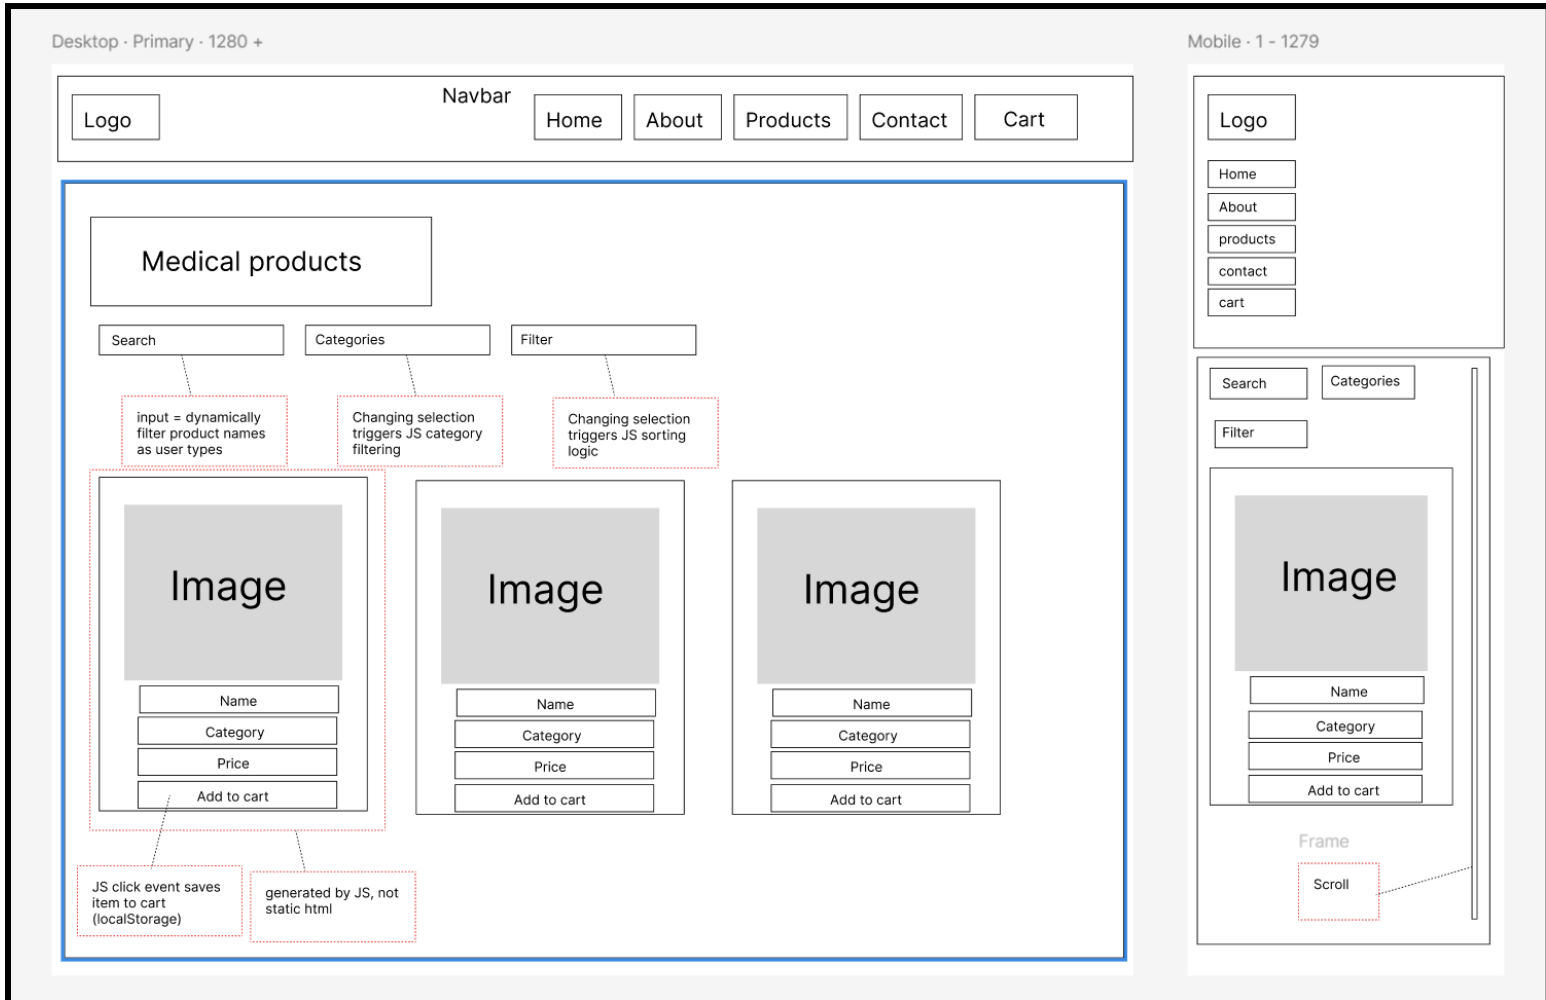 Desktop · Primary · 1280 +
Logo
Navbar
Home
About
Products
Contact
Cart
Medical products
Search
Categories
Filter
input = dynamically
filter product names
as user types
Changing selection
triggers JS category
filtering
Changing selection
triggers JS sorting
logic
Image
Name
Category
Price
Add to cart
Image
Name
Category
Price
Add to cart
Image
Name
Category
Price
Add to cart
JS click event saves
item to cart
(localStorage)
generated by JS, not
static html
Mobile · 1 - 1279
Logo
Home
About
products
contact
cart
Search
Categories
Filter
Image
Name
Category
Price
Add to cart
Frame
Scroll